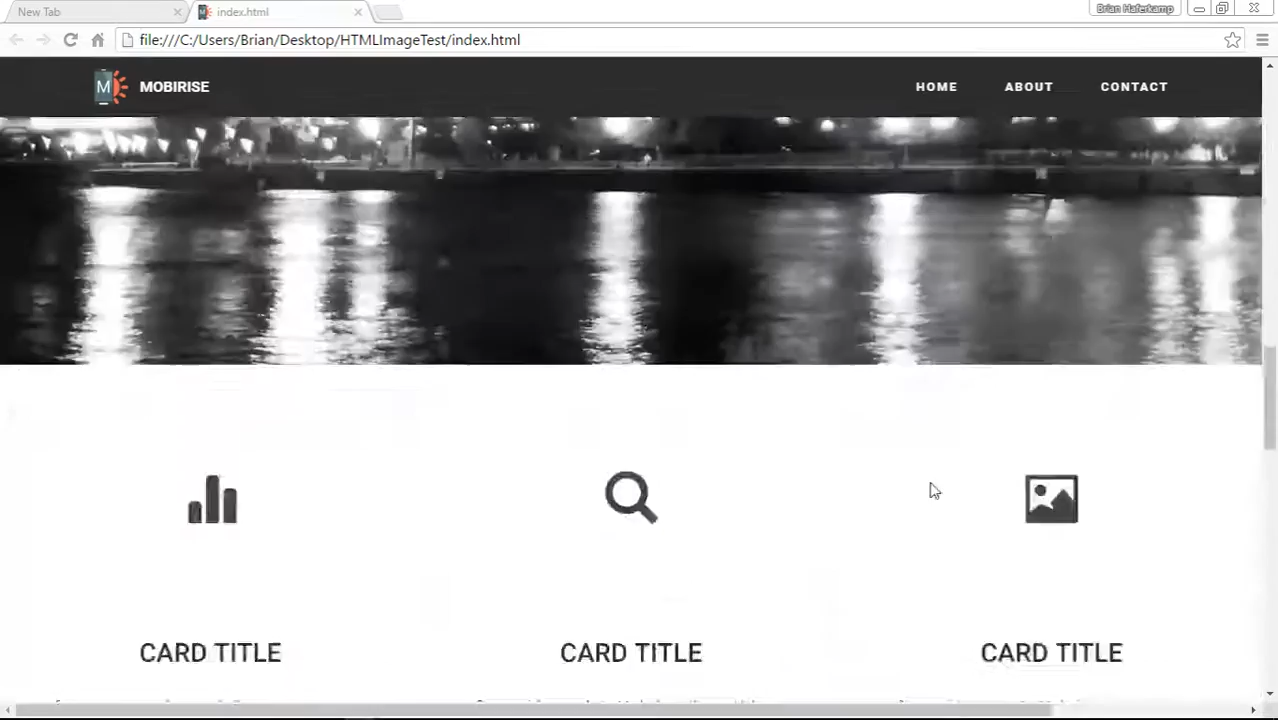 New Tab
index.html
Brian Haferkamp
file:///C:/Users/Brian/Desktop/HTMLImageTest/index.html
M MOBIRISE HOME ABOUT CONTACT
CARD TITLE CARD TITLE CARD TITLE